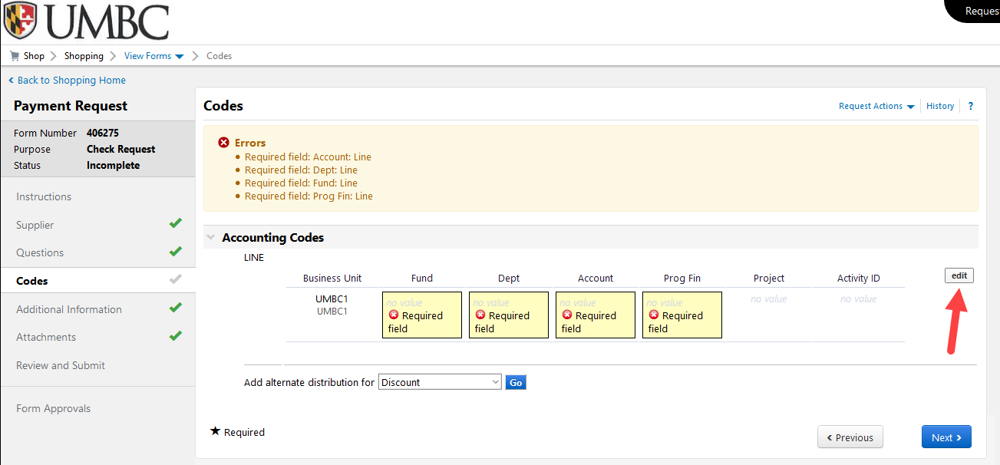 UMBC
Reques
Shop Shopping View Forms Codes
Back to Shopping Home
Payment Request
Form Number 406275
Purpose Check Request
Status Incomplete
Instructions
Supplier
Questions
Codes
Additional Information
Attachments
Review and Submit
Form Approvals
Codes
Request Actions History ?
Errors
Required field: Account: Line
Required field: Dept: Line
Required field: Fund: Line
Required field: Prog Fin: Line
Accounting Codes
LINE
Business Unit Fund Dept Account Prog Fin Project Activity ID
edit
UMBC1 no value no value no value no value no value no value
UMBC1 Required Required Required Required
field field field field
Add alternate distribution for Discount Go
★ Required
Previous Next